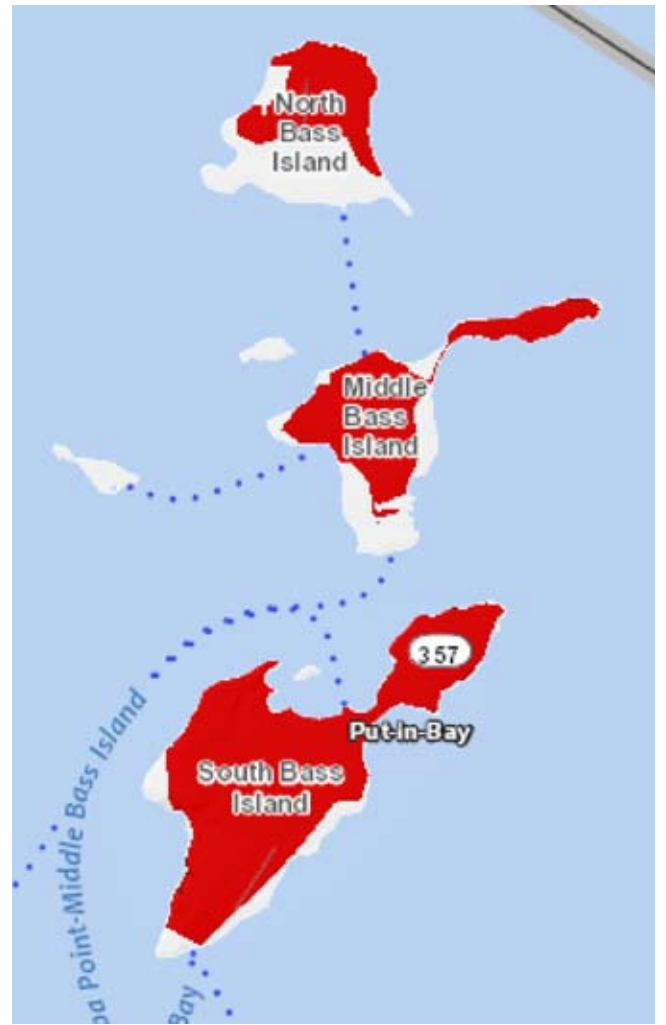 North
Bass
Island
Middle
Bass
Island
357
Put-In-Bay
South Bass
Island
Point-Middle Bass Island
Bay